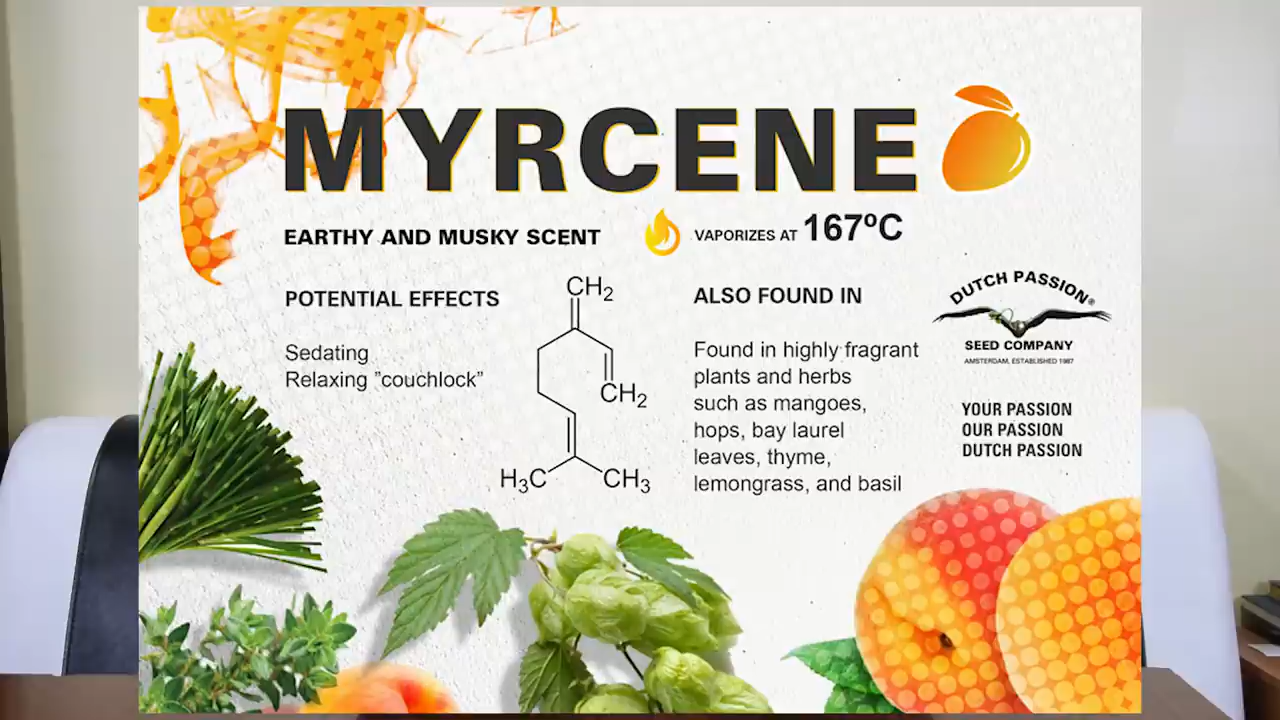 MYRCENE
EARTHY AND MUSKY SCENT
VAPORIZES AT 167ºC
POTENTIAL EFFECTS
Sedating
Relaxing ”couchlock”
CH2
CH2
H3C
CH3
ALSO FOUND IN
Found in highly fragrant
plants and herbs
such as mangoes,
hops, bay laurel
leaves, thyme,
lemongrass, and basil
DUTCH PASSION®
SEED COMPANY
AMSTERDAM, ESTABLISHED 1987
YOUR PASSION
OUR PASSION
DUTCH PASSION